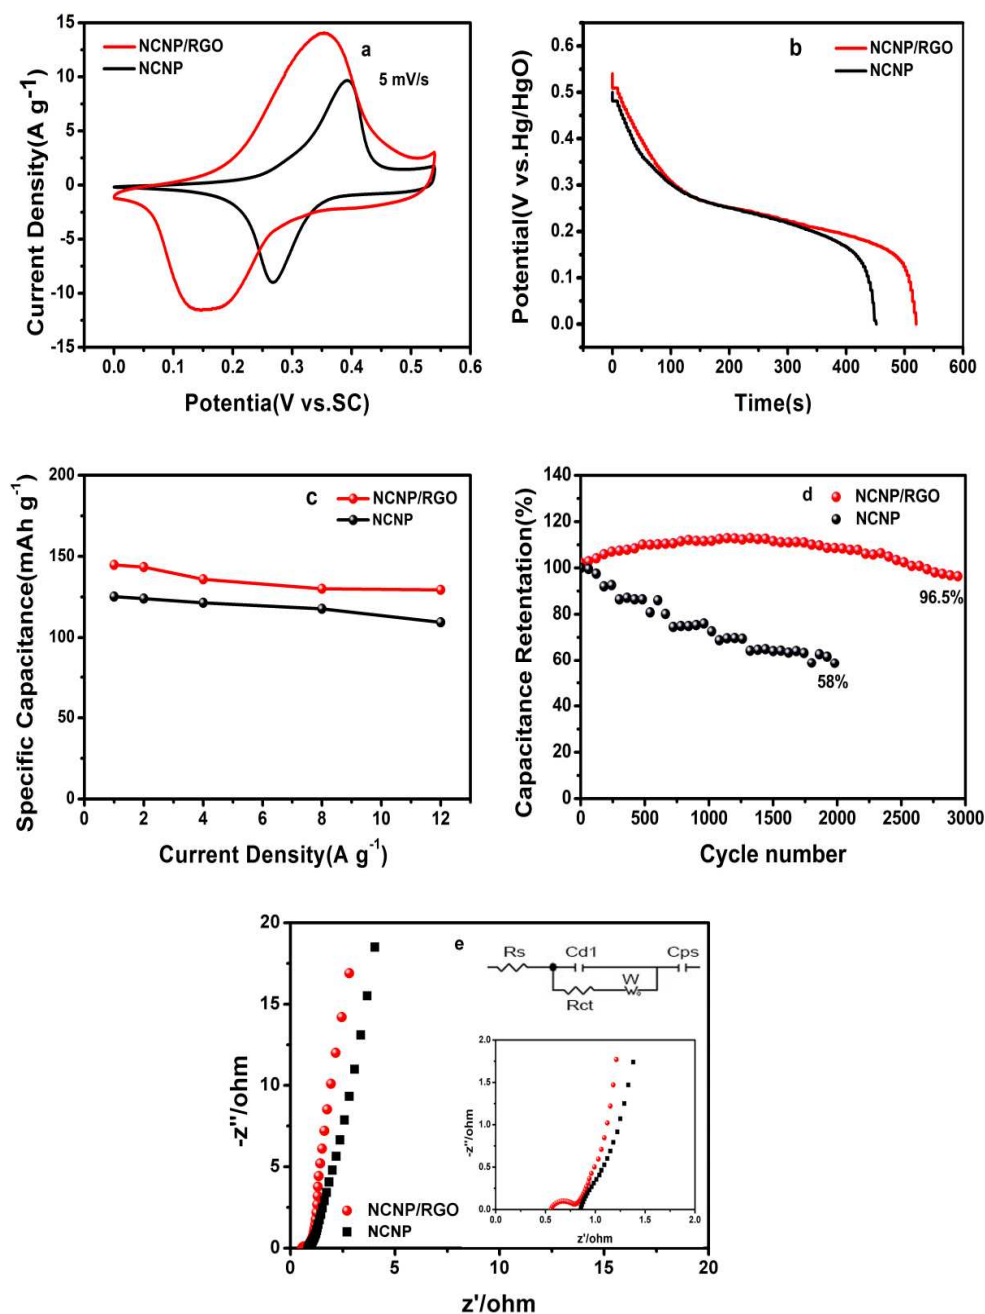 NCNP/RGO
NCNP
a
5 mV/s
15
10
5
0
-5
-10
-15
0.0 0.1 0.2 0.3 0.4 0.5 0.6
Current Density(A g⁻¹)
Potentia(V vs.SC)
b
NCNP/RGO
NCNP
0.6
0.5
0.4
0.3
0.2
0.1
0.0
0 100 200 300 400 500 600
Potential(V vs.Hg/HgO)
Time(s)
c
NCNP/RGO
NCNP
200
150
100
50
0
0 2 4 6 8 10 12
Specific Capacitance(mAh g⁻¹)
Current Density(A g⁻¹)
d
NCNP/RGO
NCNP
140
120
100
80
60
40
20
0
96.5%
58%
0 500 1000 1500 2000 2500 3000
Capacitance Retention(%)
Cycle number
e
20
15
10
5
0
0 5 10 15 20
-z''/ohm
z'/ohm
NCNP/RGO
NCNP
Rs Cd1 Cps
W
Rct
2.0
1.5
1.0
0.5
0.0
0.0 0.5 1.0 1.5 2.0
-z''/ohm
z'/ohm